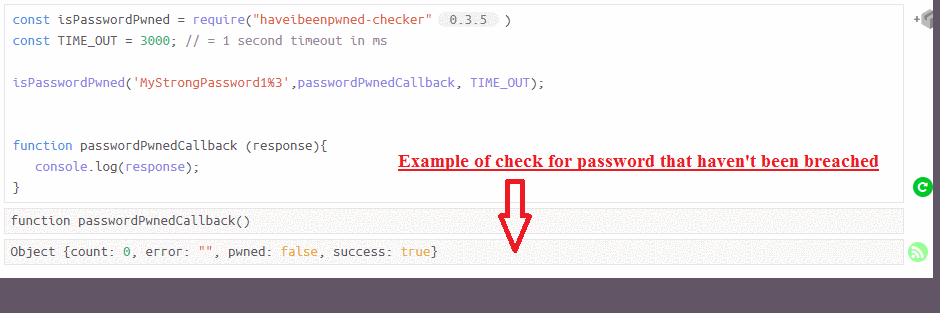 const isPasswordPwned = require("haveibeenpwned-checker" 0.3.5 )
const TIME_OUT = 3000; // = 1 second timeout in ms
isPasswordPwned('MyStrongPassword1%3',passwordPwnedCallback, TIME_OUT);
function passwordPwnedCallback (response){
console.log(response);
Example of check for password that haven't been breached
}
function passwordPwnedCallback()
Object {count: 0, error: "", pwned: false, success: true}